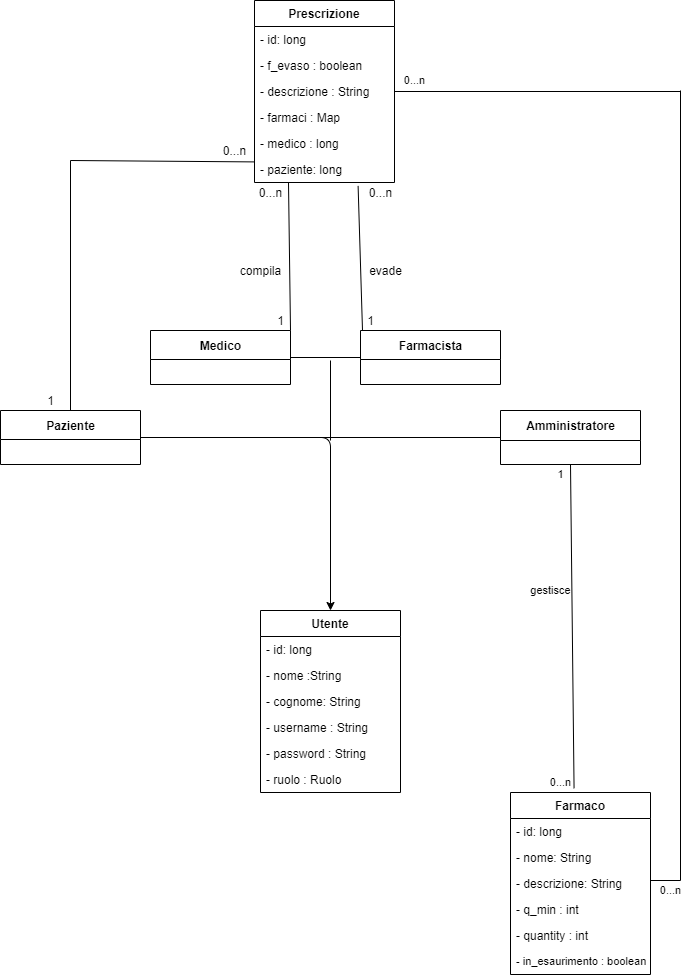 Prescrizione
- id: long
- f_evaso : boolean
- descrizione : String
- farmaci : Map
- medico : long
- paziente: long
0...n
0...n
0...n
0...n
compila
evade
1
1
Medico
Farmacista
1
Paziente
Amministratore
1
gestisce
Utente
- id: long
- nome :String
- cognome: String
- username : String
- password : String
- ruolo : Ruolo
0...n
Farmaco
- id: long
- nome: String
- descrizione: String
- q_min : int
- quantity : int
- in_esaurimento : boolean
0...n